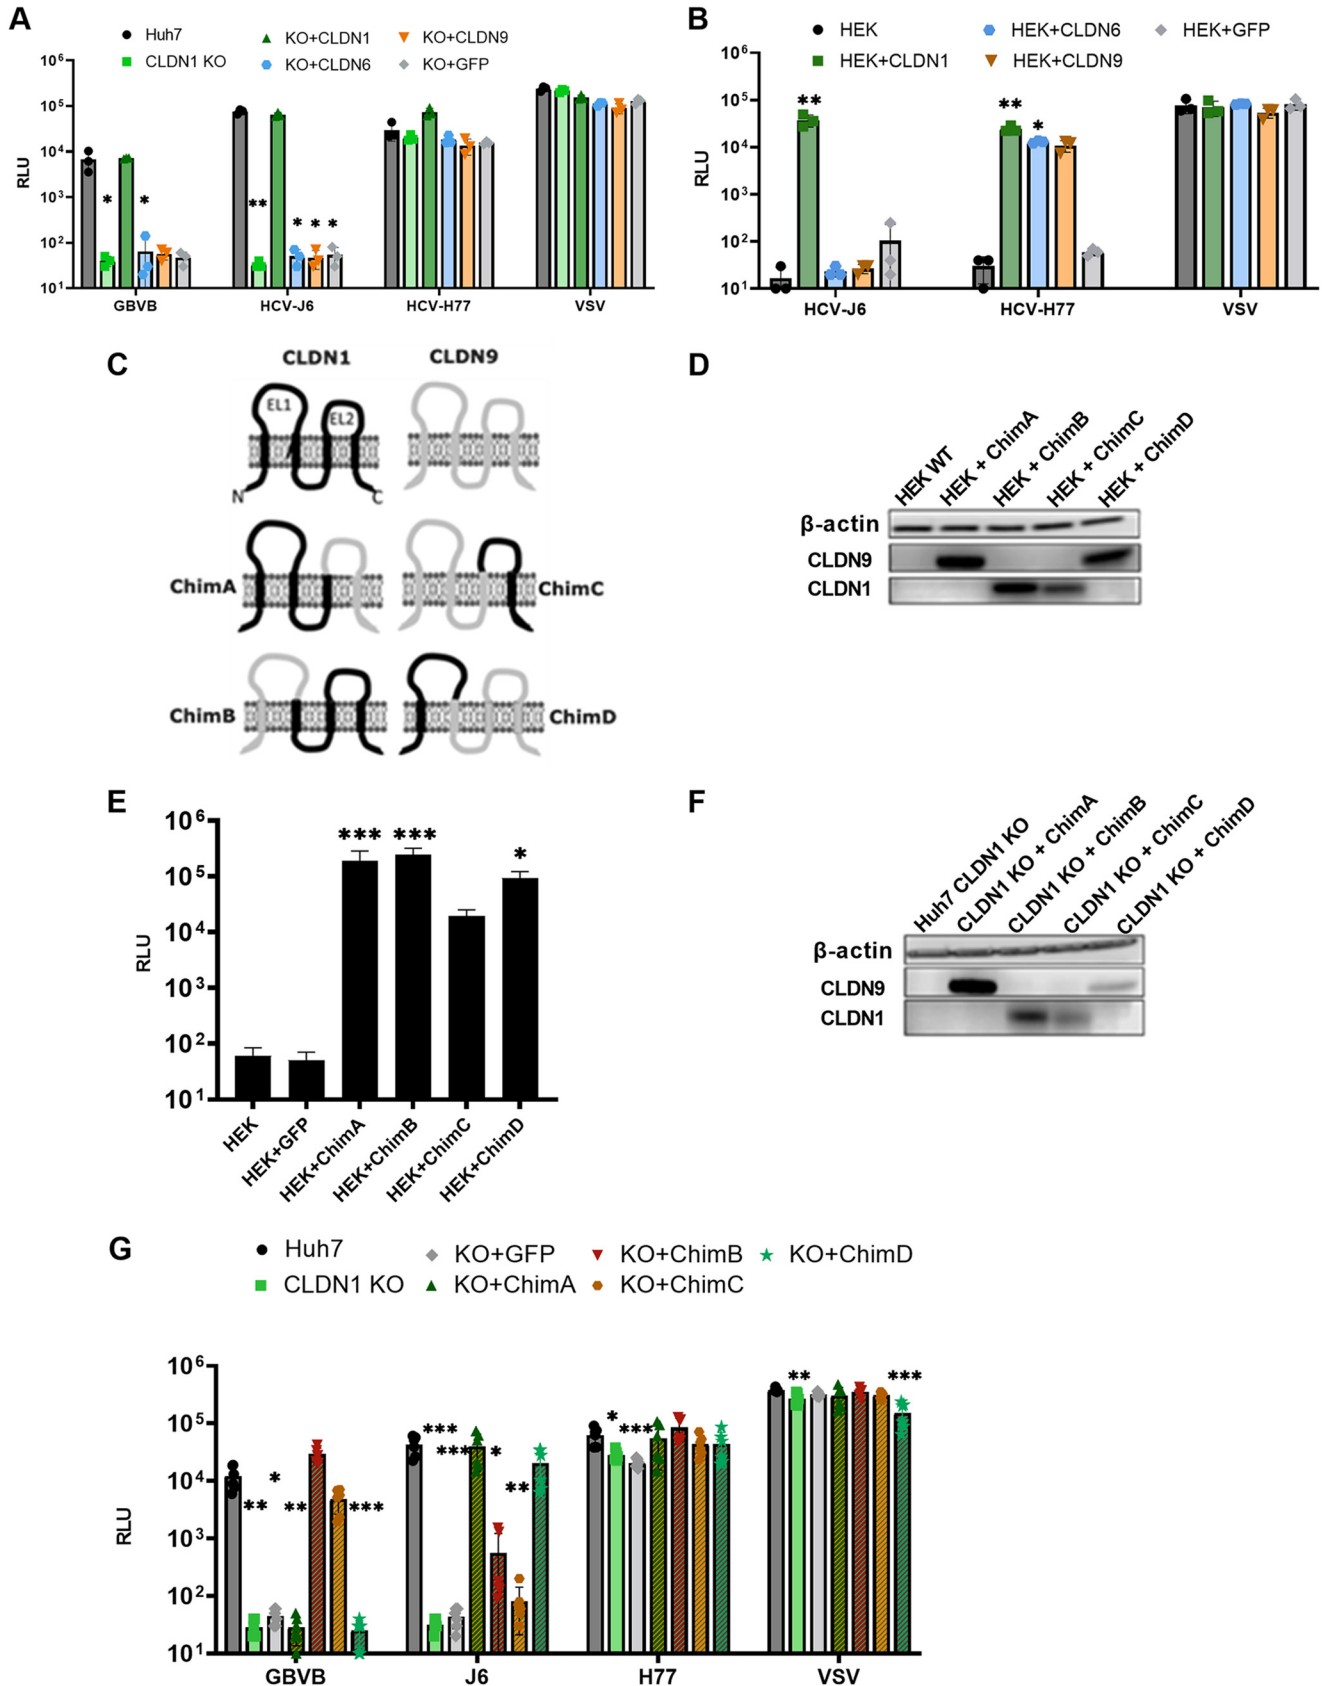 A
Huh7
KO+CLDN1
KO+CLDN9
CLDN1 KO
KO+CLDN6
KO+GFP
RLU
10⁶
10⁵
10⁴
10³
10²
10¹
* * ** * * *
GBVB HCV-J6 HCV-H77 VSV
B
HEK
HEK+CLDN6
HEK+GFP
HEK+CLDN1
HEK+CLDN9
RLU
10⁶
10⁵
10⁴
10³
10²
10¹
** ** *
HCV-J6 HCV-H77 VSV
C
CLDN1 CLDN9
EL1
EL2
N C
ChimA ChimC
ChimB ChimD
D
HEK WT
HEK + ChimA
HEK + ChimB
HEK + ChimC
HEK + ChimD
β-actin
CLDN9
CLDN1
E
RLU
10⁶
10⁵
10⁴
10³
10²
10¹
*** *** *
HEK
HEK+GFP
HEK+ChimA
HEK+ChimB
HEK+ChimC
HEK+ChimD
F
Huh7 CLDN1 KO
CLDN1 KO + ChimA
CLDN1 KO + ChimB
CLDN1 KO + ChimC
CLDN1 KO + ChimD
β-actin
CLDN9
CLDN1
G
Huh7
KO+GFP
KO+ChimB
KO+ChimD
CLDN1 KO
KO+ChimA
KO+ChimC
RLU
10⁶
10⁵
10⁴
10³
10²
10¹
** * ** *** *** *** * ** * *** ** ***
GBVB J6 H77 VSV